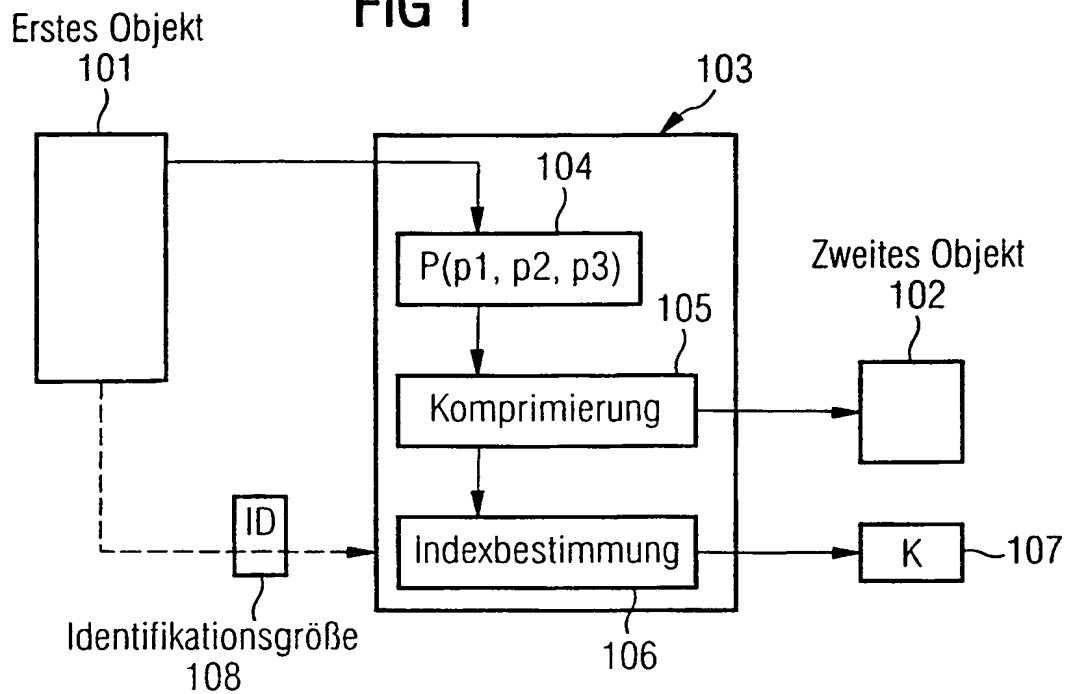 FIG 1
Erstes Objekt
101
103
104
P(p1, p2, p3)
Zweites Objekt
102
105
Komprimierung
ID
Indexbestimmung
K
107
Identifikationsgröße
108
106